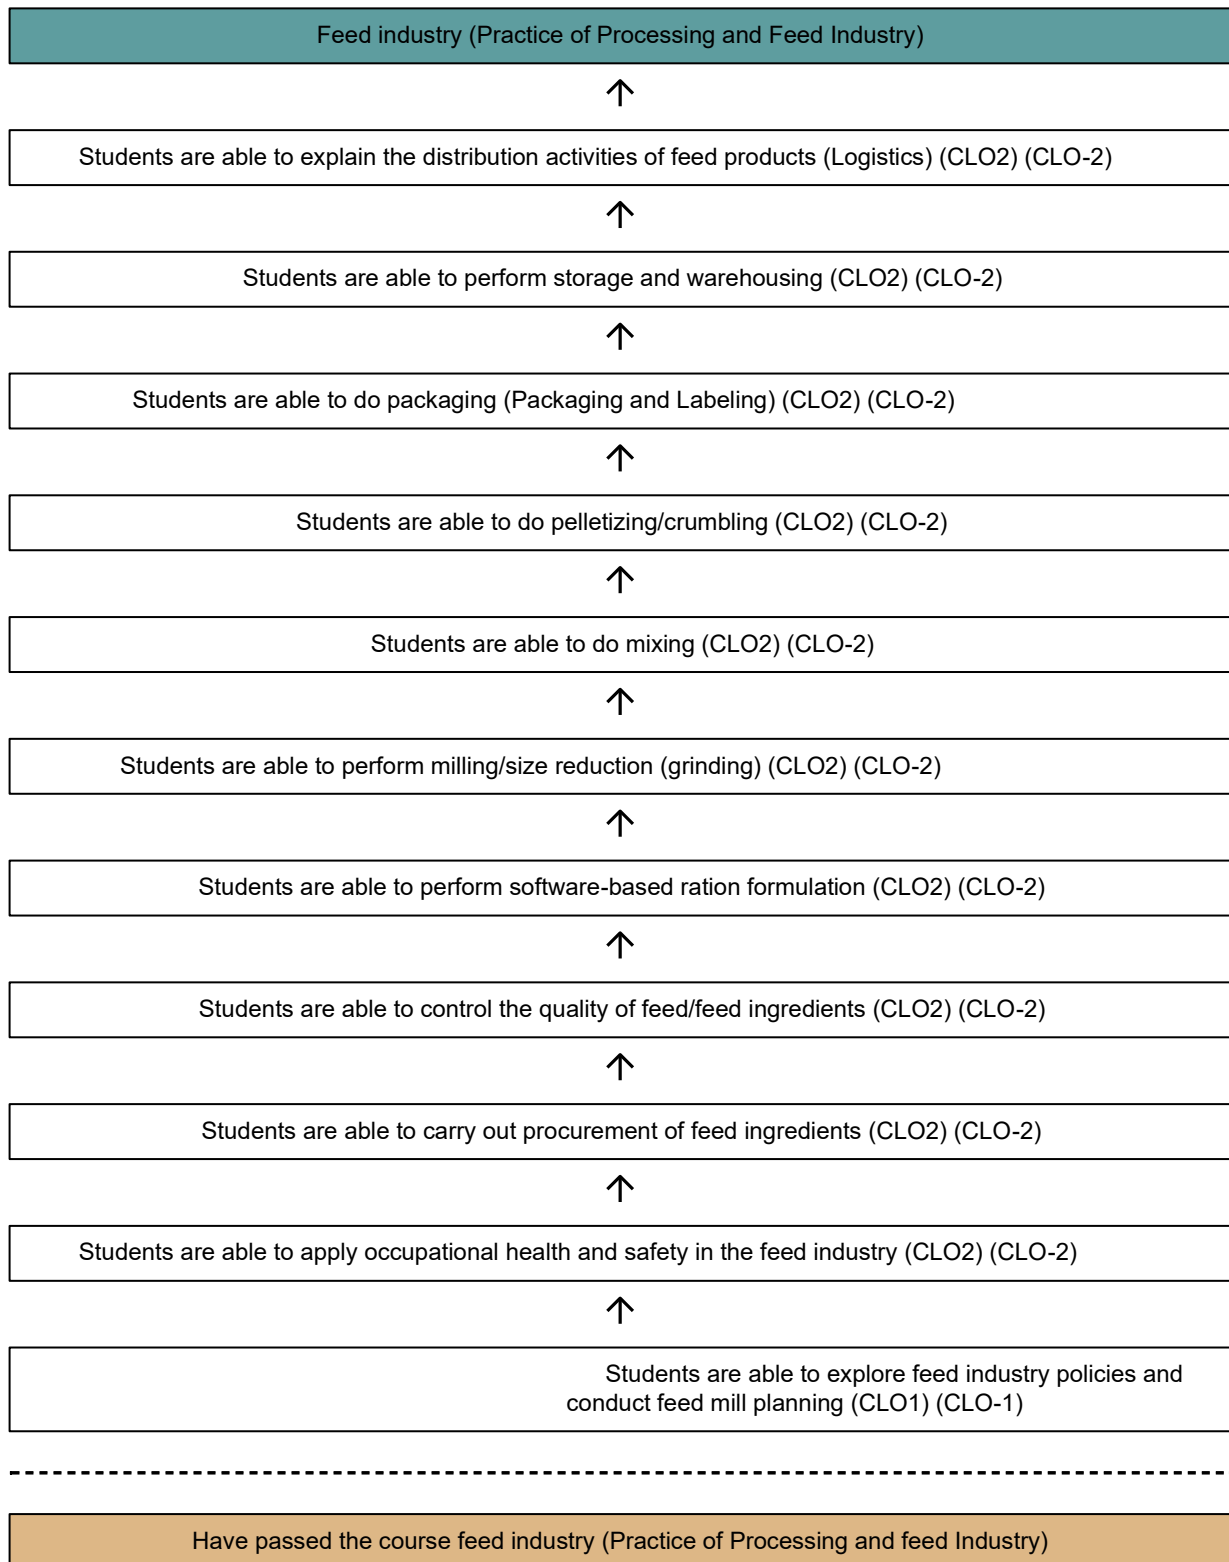 Feed industry (Practice of Processing and Feed Industry)
Students are able to explain the distribution activities of feed products (Logistics) (CLO2) (CLO-2)
Students are able to perform storage and warehousing (CLO2) (CLO-2)
Students are able to do packaging (Packaging and Labeling) (CLO2) (CLO-2)
Students are able to do pelletizing/crumbling (CLO2) (CLO-2)
Students are able to do mixing (CLO2) (CLO-2)
Students are able to perform milling/size reduction (grinding) (CLO2) (CLO-2)
Students are able to perform software-based ration formulation (CLO2) (CLO-2)
Students are able to control the quality of feed/feed ingredients (CLO2) (CLO-2)
Students are able to carry out procurement of feed ingredients (CLO2) (CLO-2)
Students are able to apply occupational health and safety in the feed industry (CLO2) (CLO-2)
Students are able to explore feed industry policies and
conduct feed mill planning (CLO1) (CLO-1)
Have passed the course feed industry (Practice of Processing and feed Industry)